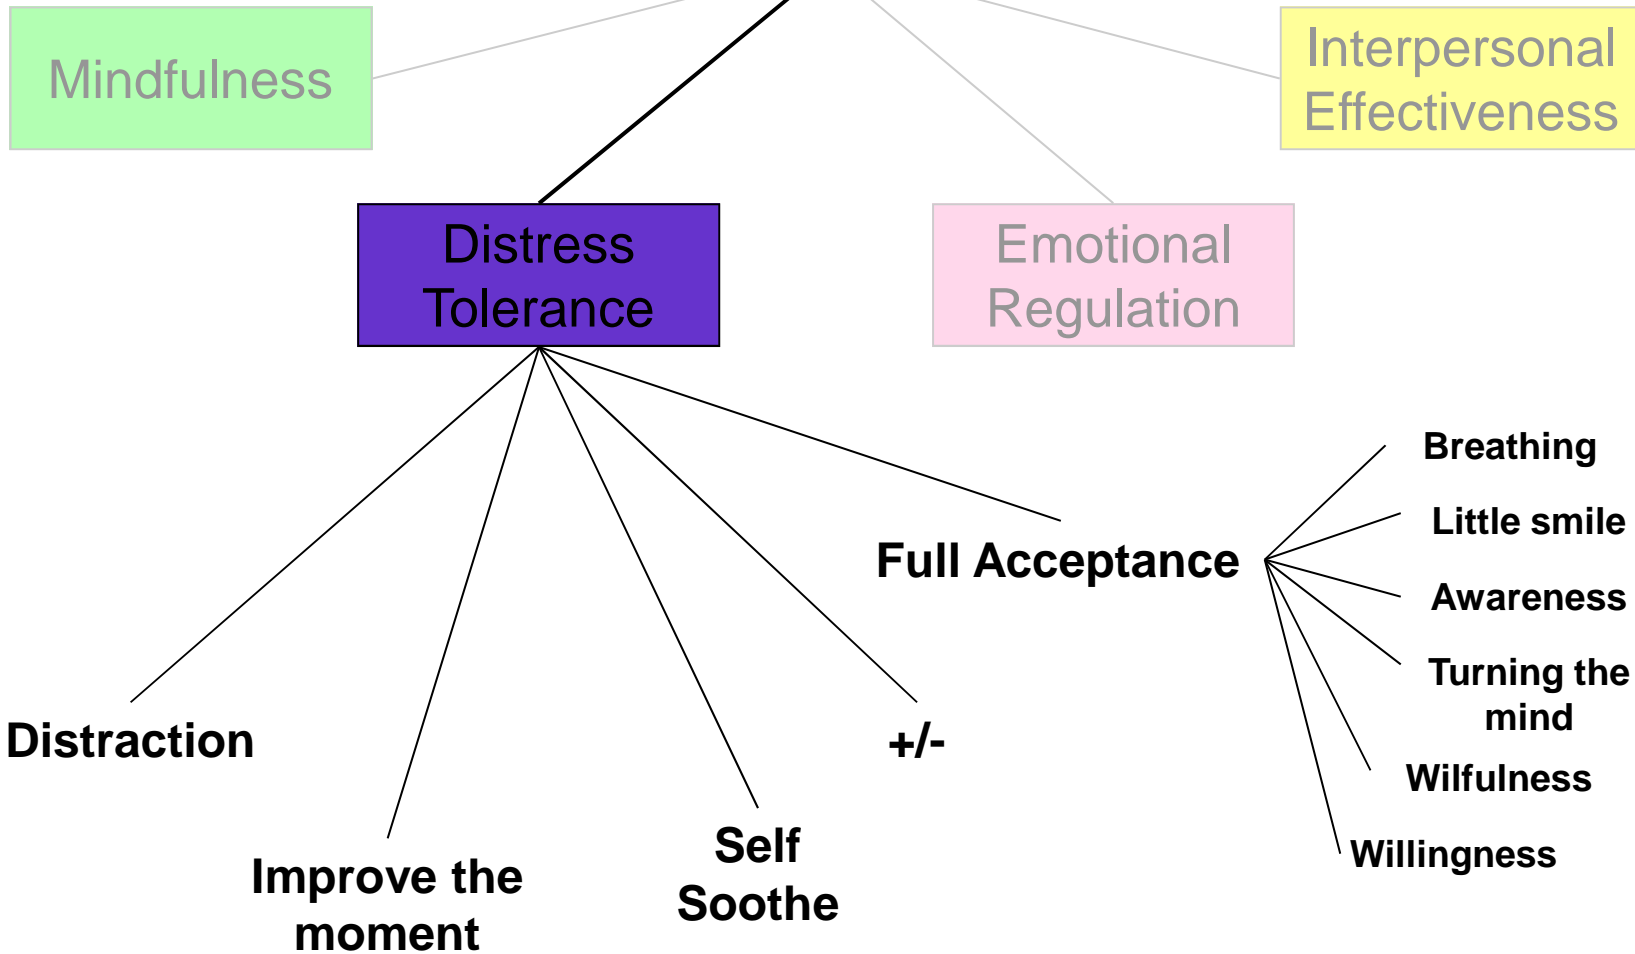 Mindfulness
Interpersonal
Effectiveness
Distress
Tolerance
Emotional
Regulation
Breathing
Little smile
Full Acceptance
Awareness
Turning the
mind
Distraction
+/-
Wilfulness
Self
Soothe
Willingness
Improve the
moment